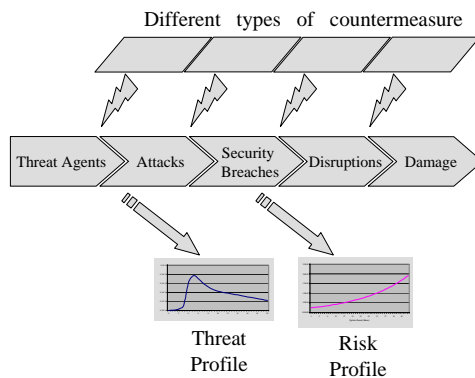 Different types of countermeasure
Threat Agents
Attacks
Security
Breaches
Disruptions
Damage
Threat
Profile
Risk
Profile